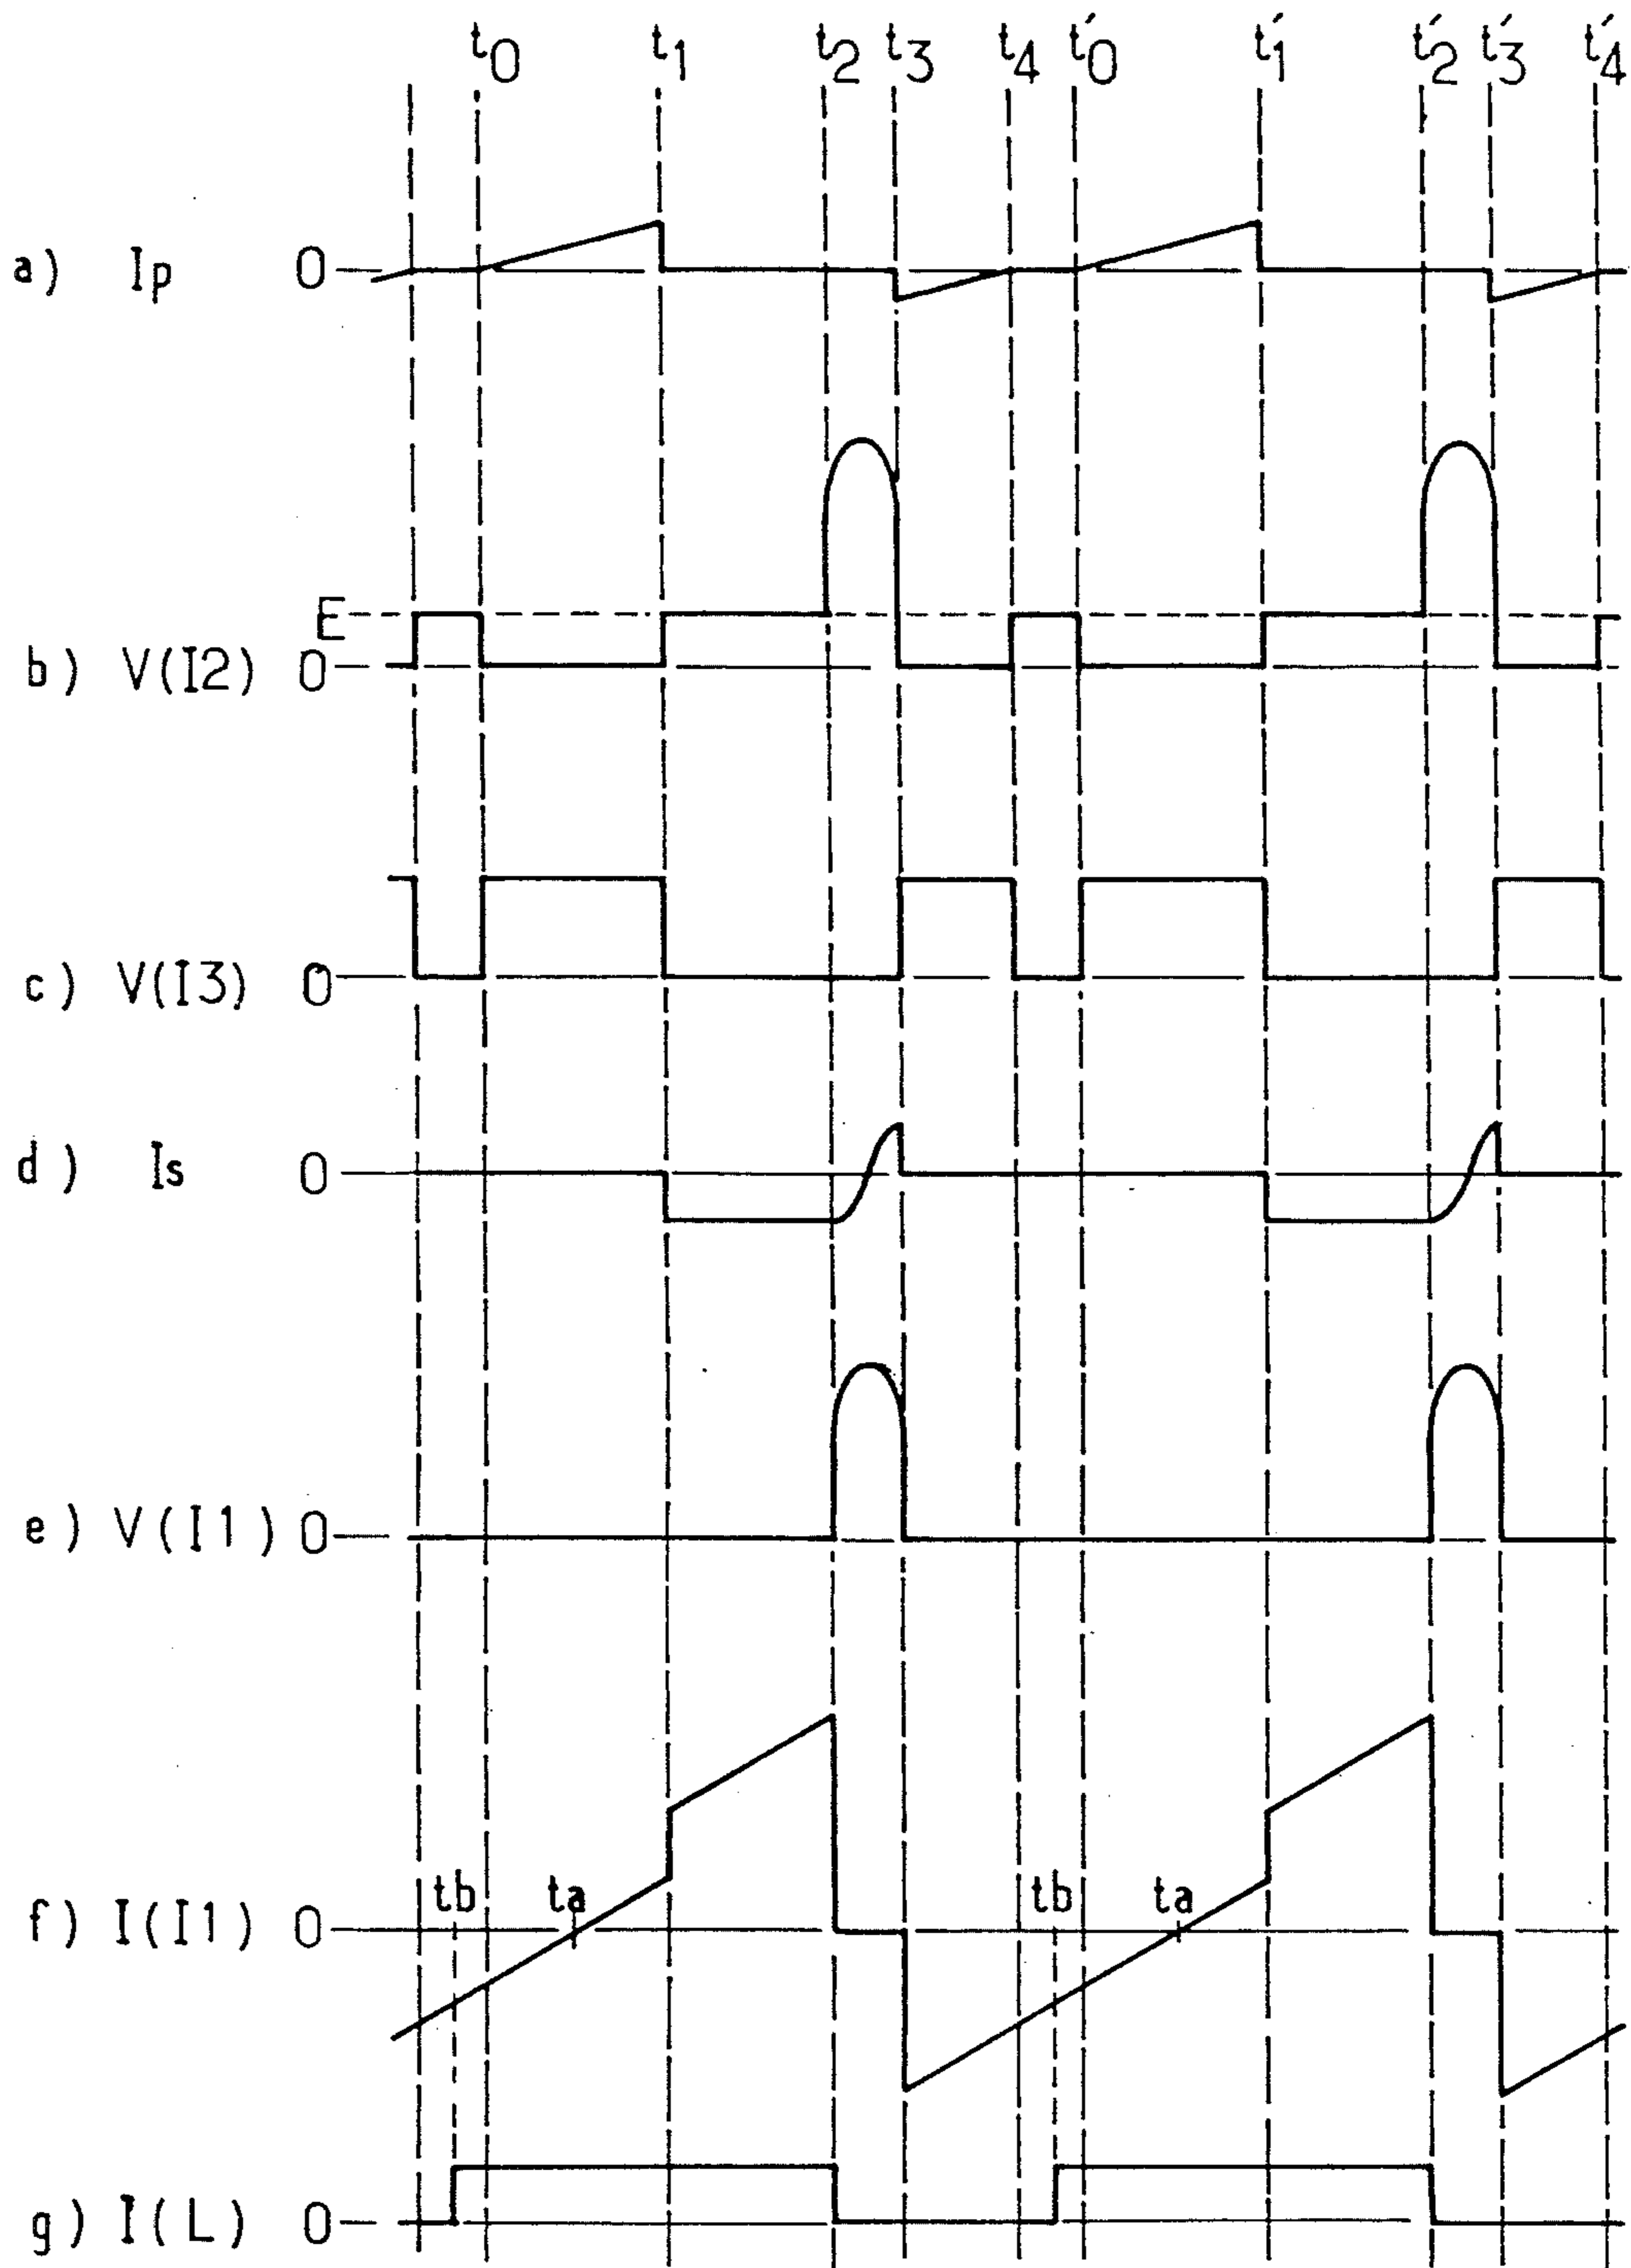 t0 t1 t2 t3 t4 t'0 t'1 t'2 t'3 t'4
a) Ip 0
E
b) V(I2) 0
c) V(I3) 0
d) Is 0
e) V(I1) 0
tb ta tb ta
f) I(I1) 0
g) I(L) 0